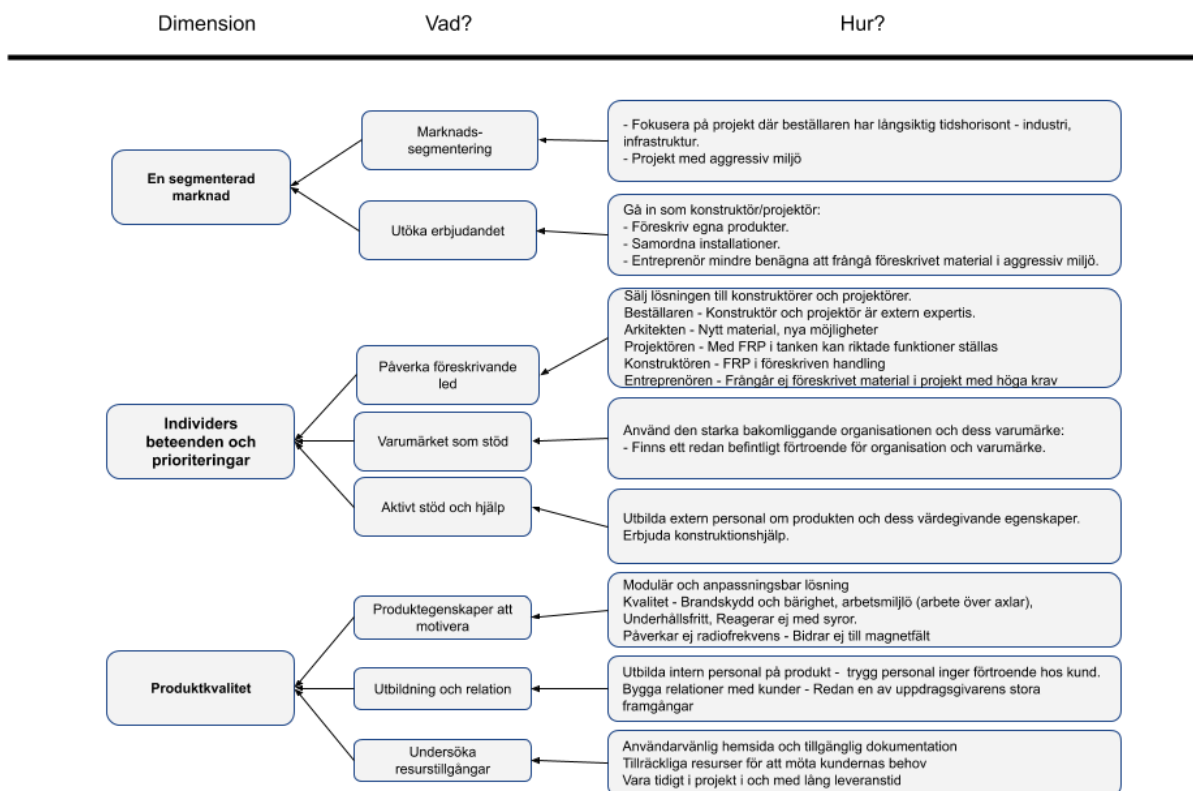 Dimension
Vad?
Hur?
En segmenterad
marknad
Marknads-
segmentering
- Fokusera på projekt där beställaren har långsiktig tidshorisont - industri,
infrastruktur.
- Projekt med aggressiv miljö
Utöka erbjudandet
Gå in som konstruktör/projektör:
- Föreskriv egna produkter.
- Samordna installationer.
- Entreprenör mindre benägna att frångå föreskrivet material i aggressiv miljö.
Individers
beteenden och
prioriteringar
Påverka föreskrivande
led
Sälj lösningen till konstruktörer och projektörer.
Beställaren - Konstruktör och projektör är extern expertis.
Arkitekten - Nytt material, nya möjligheter
Projektören - Med FRP i tanken kan riktade funktioner ställas
Konstruktören - FRP i föreskriven handling
Entreprenören - Frångår ej föreskrivet material i projekt med höga krav
Varumärket som stöd
Använd den starka bakomliggande organisationen och dess varumärke:
- Finns ett redan befintligt förtroende för organisation och varumärke.
Aktivt stöd och hjälp
Utbilda extern personal om produkten och dess värdegivande egenskaper.
Erbjuda konstruktionshjälp.
Produktkvalitet
Produktegenskaper att
motivera
Modulär och anpassningsbar lösning
Kvalitet - Brandskydd och bärighet, arbetsmiljlö (arbete över axlar),
Underhållsfritt, Reagerar ej med syror.
Påverkar ej radiofrekvens - Bidrar ej till magnetfält
Utbildning och relation
Utbilda intern personal på produkt - trygg personal inger förtroende hos kund.
Bygga relationer med kunder - Redan en av uppdragsgivarens stora
framgångar
Undersöka
resurstillgångar
Användarvänlig hemsida och tillgänglig dokumentation
Tillräckliga resurser för att möta kundernas behov
Vara tidigt i projekt i och med lång leveranstid